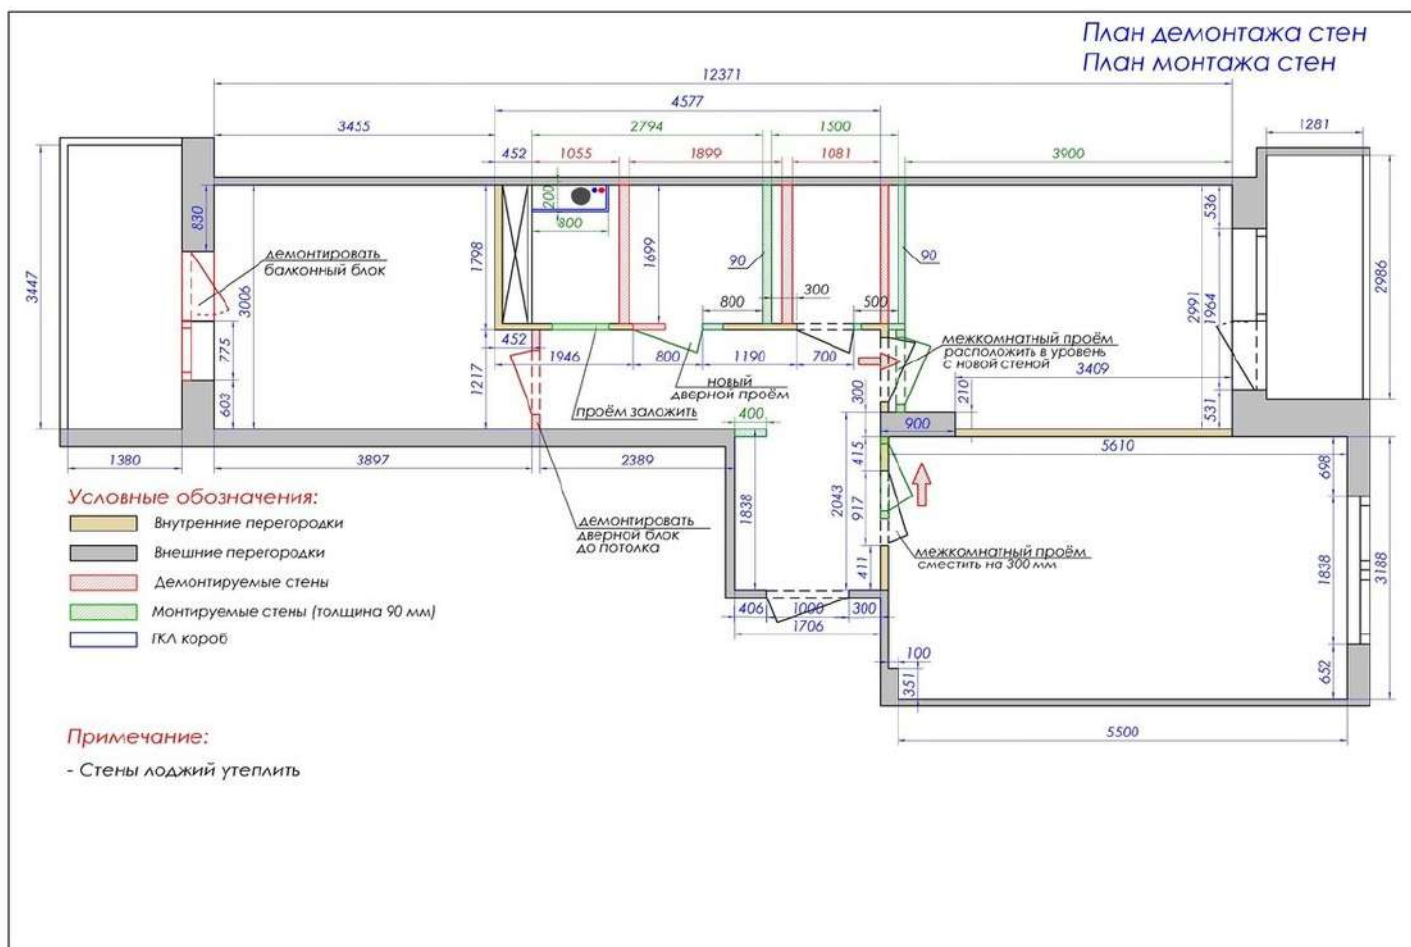 План демонтажа стен
План монтажа стен
12371
4577
3455
2794
1500
1281
452
1055
1899
1081
3900
200
800
830
1798
1699
90
90
536
3447
демонтировать
балконный блок
3006
800
300
500
2991
1964
2986
775
603
452
1217
1946
800
1190
700
межкомнатный проём
расположить в уровень
с новой стеной
новый
дверной проём
проём заложить
3409
300
210
531
400
900
415
5610
698
1380
3897
2389
Условные обозначения:
Внутренние перегородки
Внешние перегородки
Демонтируемые стены
Монтируемые стены (толщина 90 мм)
ГКЛ короб
демонтировать
дверной блок
до потолка
1838
2043
917
411
межкомнатный проём
сместить на 300 мм
1838
3188
406
1000
300
1706
100
351
652
5500
Примечание:
- Стены лоджий утеплить